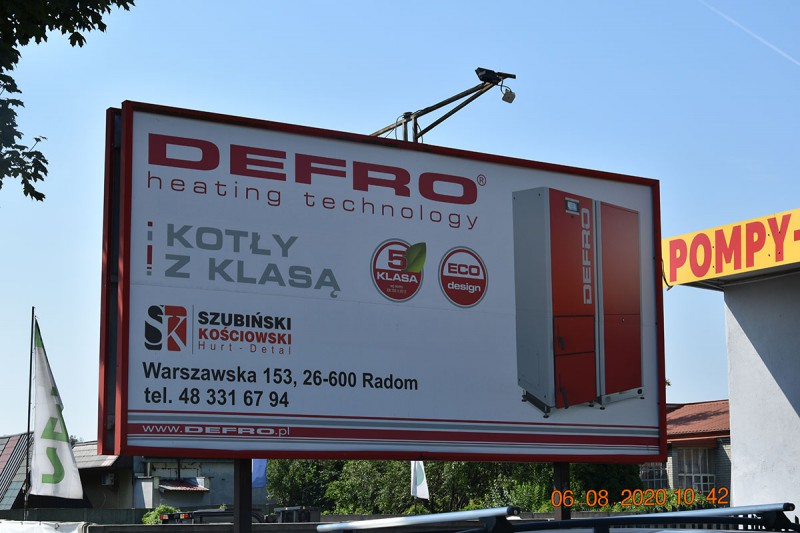 DEFRO®
heating technology
KOTŁY
Z KLASĄ
5
KLASA
ECO
design
DEFRO
POMPY-
SK
SZUBIŃSKI
KOŚCIOWSKI
Hurt - Detal
Warszawska 153, 26-600 Radom
tel. 48 331 67 94
www.DEFRO.pl
06.08.2020 10:42